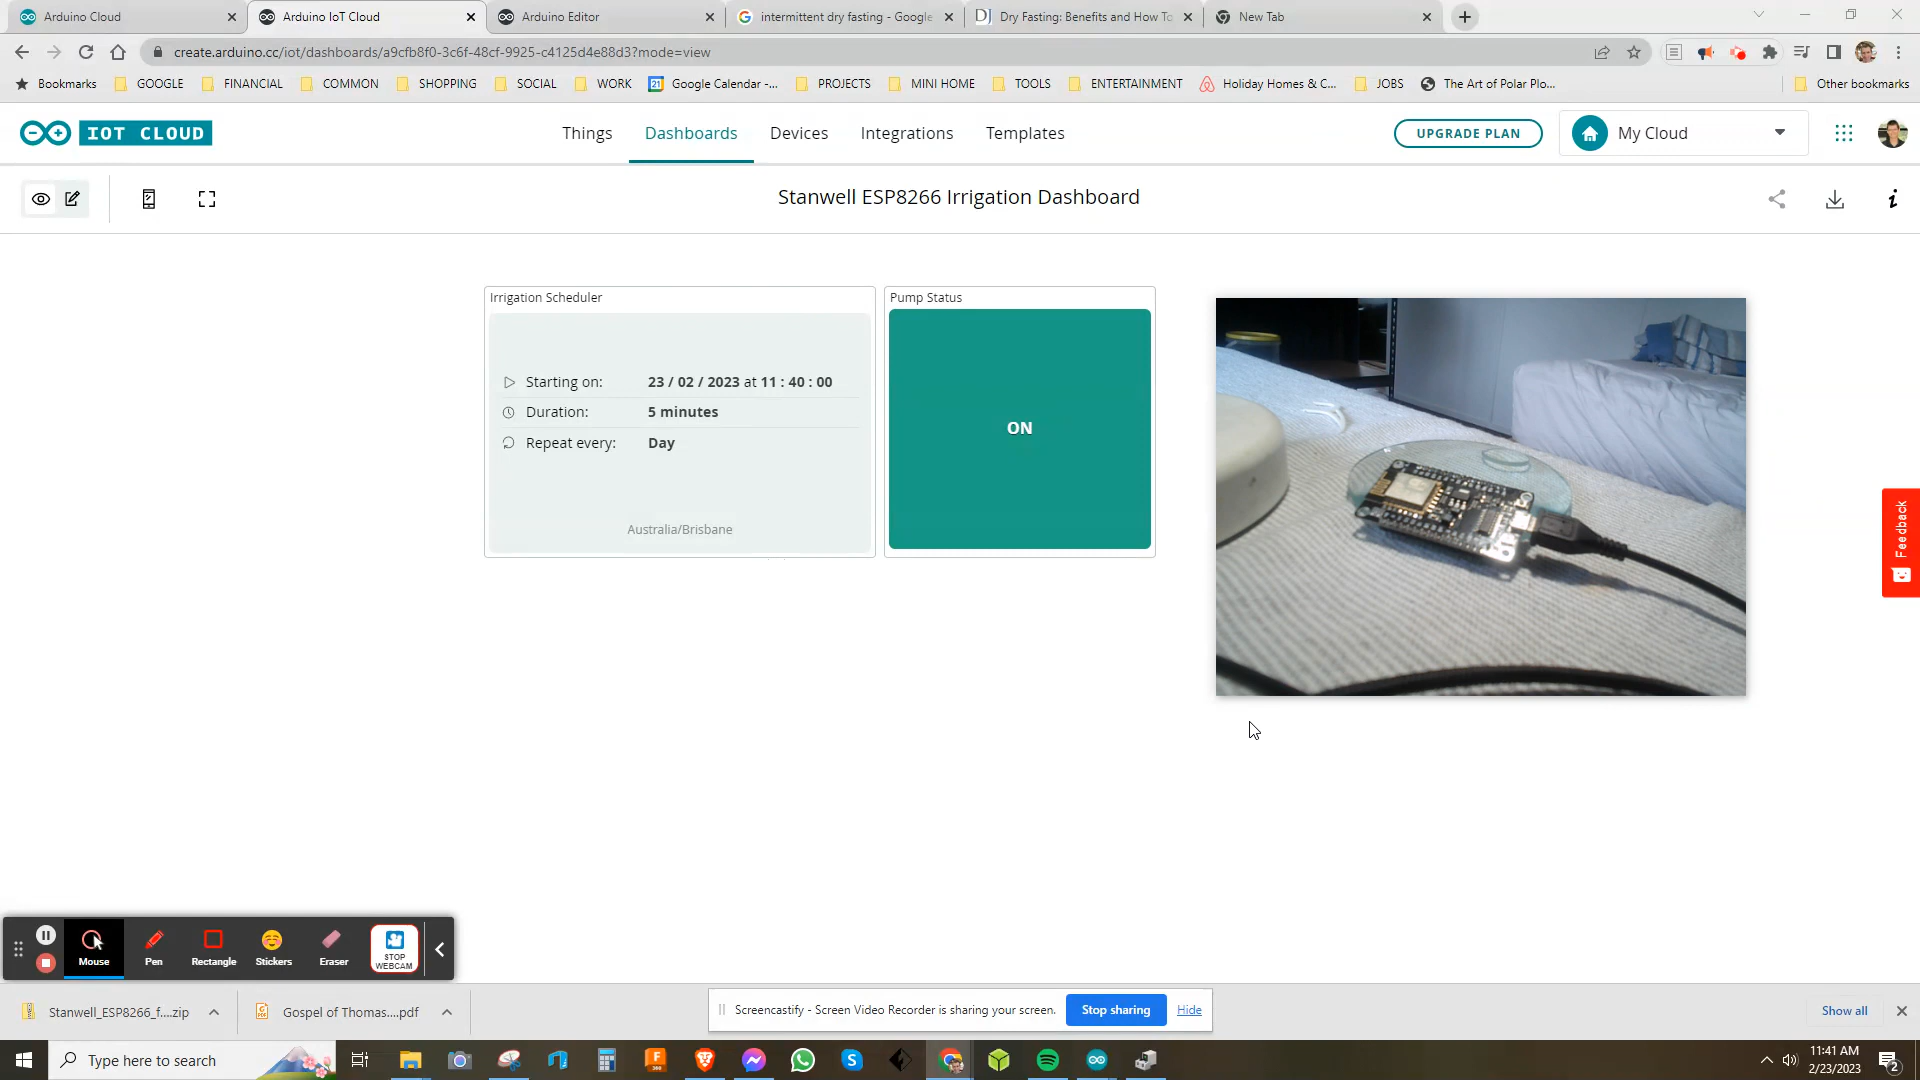 Arduino Cloud
Arduino IoT Cloud
Arduino Editor
intermittent dry fasting - Google
Dry Fasting: Benefits and How To
New Tab
create.arduino.cc/iot/dashboards/a9cfb8f0-3c6f-48cf-9925-c4125d4e88d3?mode=view
Bookmarks GOOGLE FINANCIAL COMMON SHOPPING SOCIAL WORK Google Calendar -... PROJECTS MINI HOME TOOLS ENTERTAINMENT Holiday Homes & C... JOBS The Art of Polar Plo... Other bookmarks
IOT CLOUD
Things Dashboards Devices Integrations Templates
UPGRADE PLAN
My Cloud
Stanwell ESP8266 Irrigation Dashboard
Irrigation Scheduler
Starting on: 23 / 02 / 2023 at 11 : 40 : 00
Duration: 5 minutes
Repeat every: Day
Australia/Brisbane
Pump Status
ON
Feedback
Mouse Pen Rectangle Stickers Eraser
STOP
WEBCAM
Stanwell_ESP8266_f....zip
Gospel of Thomas....pdf
Screencastify - Screen Video Recorder is sharing your screen.
Stop sharing
Hide
Show all
Type here to search
11:41 AM
2/23/2023
2